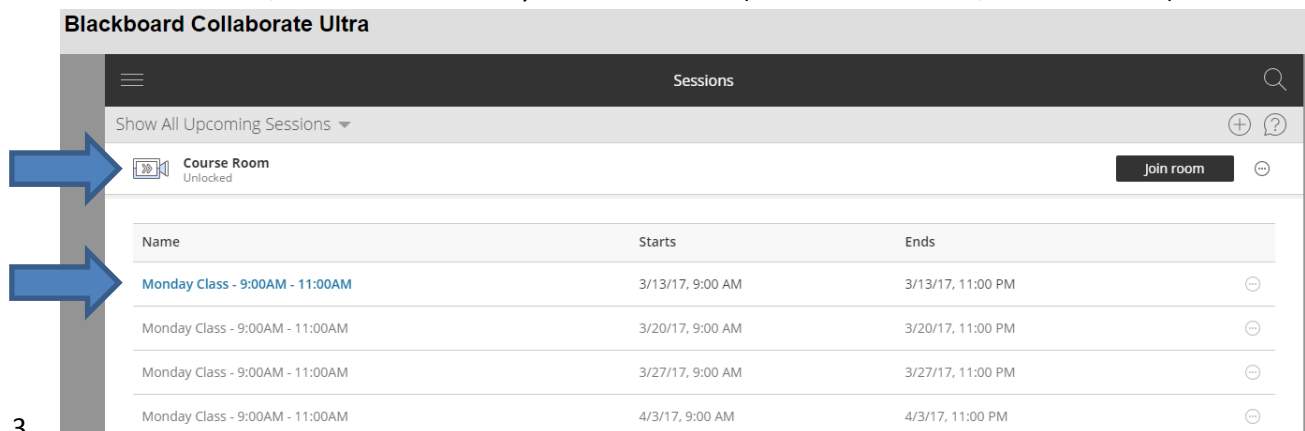 Blackboard Collaborate Ultra
Sessions
Show All Upcoming Sessions
Course Room
Unlocked
Join room
Name Starts Ends
Monday Class - 9:00AM - 11:00AM 3/13/17, 9:00 AM 3/13/17, 11:00 PM
Monday Class - 9:00AM - 11:00AM 3/20/17, 9:00 AM 3/20/17, 11:00 PM
Monday Class - 9:00AM - 11:00AM 3/27/17, 9:00 AM 3/27/17, 11:00 PM
Monday Class - 9:00AM - 11:00AM 4/3/17, 9:00 AM 4/3/17, 11:00 PM
3